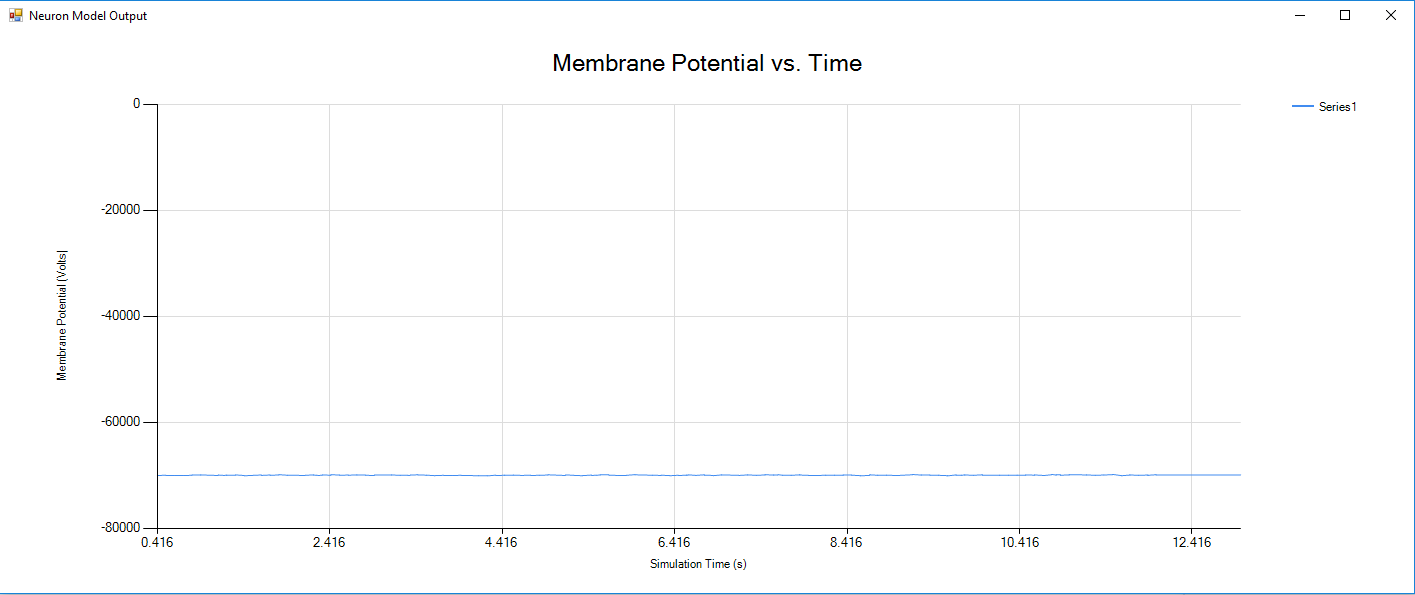 Neuron Model Output
Membrane Potential vs. Time
Series1
0
-20000
-40000
-60000
-80000
Membrane Potential (Volts)
0.416 2.416 4.416 6.416 8.416 10.416 12.416
Simulation Time (s)